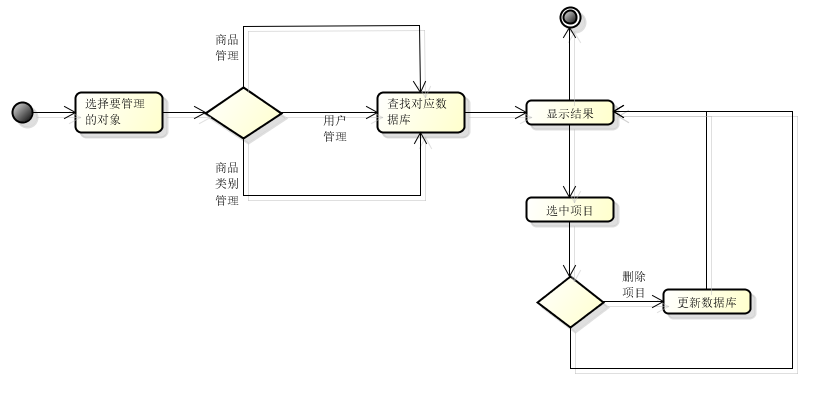 商品
管理
选择要管理
的对象
查找对应数
据库
用户
管理
商品
类别
管理
显示结果
选中项目
删除
项目
更新数据库